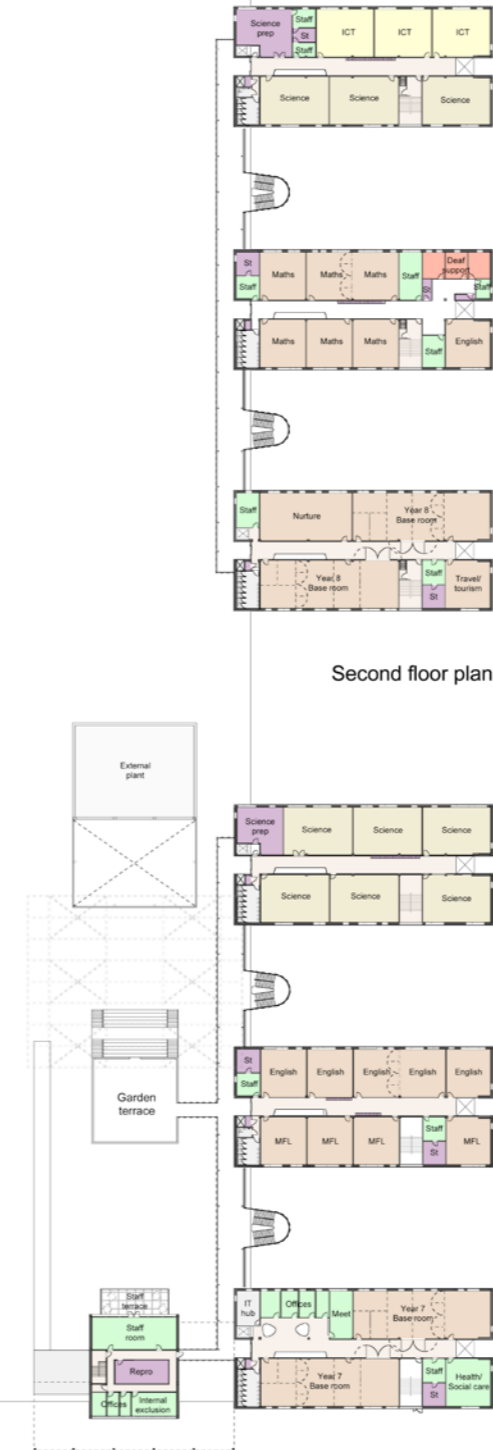 Science
prep
Staff
St
Staff
ICT
ICT
ICT
Science
Science
Science
St
Staff
Maths
Maths
Maths
Staff
Deaf
support
St
Staff
Maths
Maths
Maths
Staff
English
Staff
Nurture
Year 8
Base room
Year 8
Base room
Staff
St
Travel/
tourism
Second floor plan
External
plant
Science
prep
Science
Science
Science
Science
Science
Science
Garden
terrace
St
Staff
English
English
English
English
English
MFL
MFL
MFL
Staff
St
MFL
Staff
terrace
Staff
room
Repro
Offices
Internal
exclusion
IT
hub
Offices
Meet
Year 7
Base room
Year 7
Base room
Staff
St
Health/
Social care